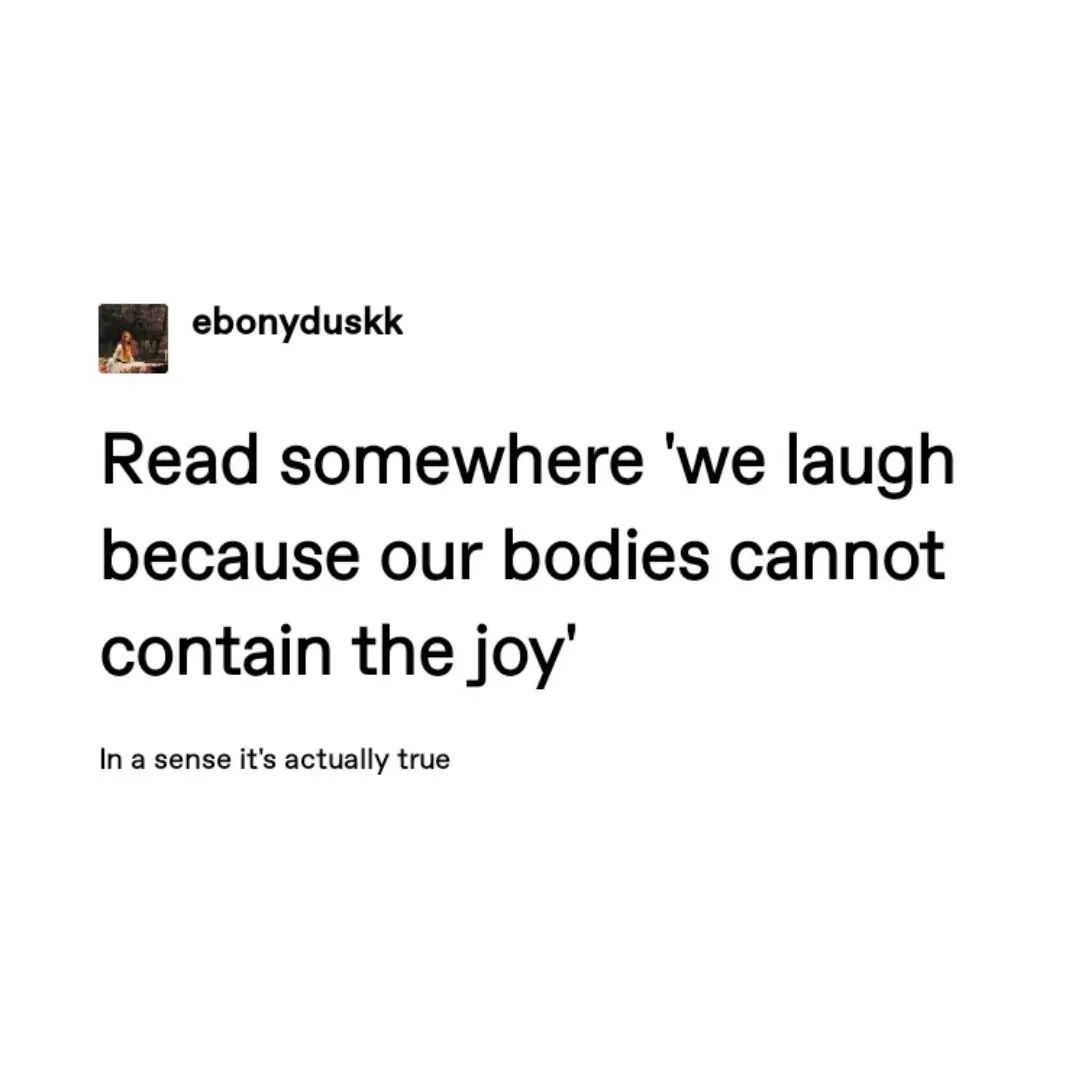 ebonyduskk
Read somewhere 'we laugh
because our bodies cannot
contain the joy'
In a sense it's actually true